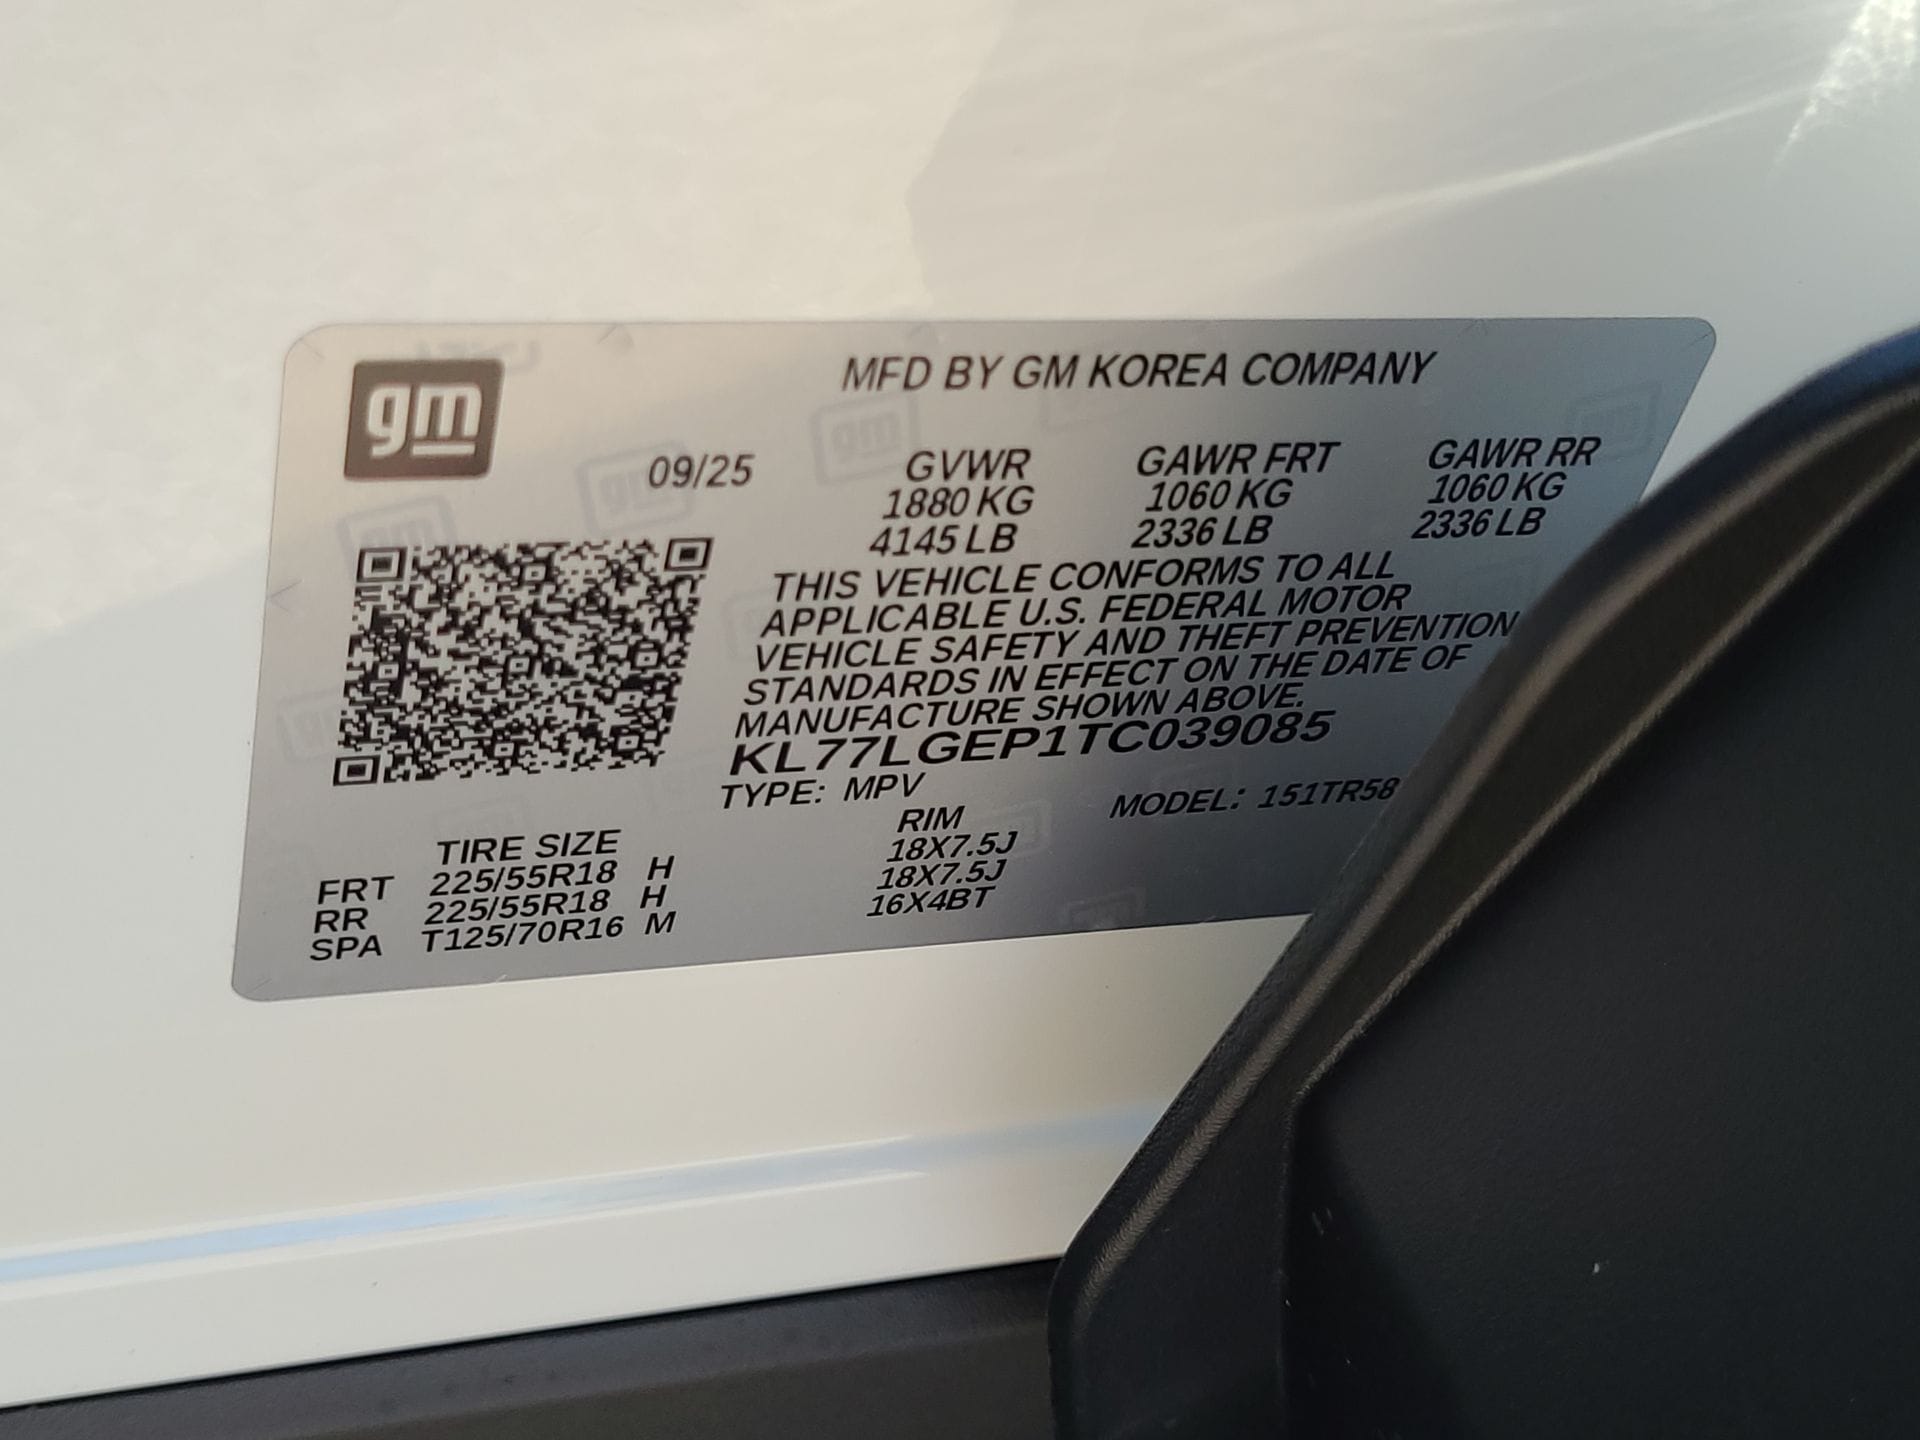 gm
MFD BY GM KOREA COMPANY
09/25 GVWR GAWR FRT GAWR RR
1880 KG 1060 KG 1060 KG
4145 LB 2336 LB 2336 LB
THIS VEHICLE CONFORMS TO ALL
APPLICABLE U.S. FEDERAL MOTOR
VEHICLE SAFETY AND THEFT PREVENTION
STANDARDS IN EFFECT ON THE DATE OF
MANUFACTURE SHOWN ABOVE.
KL77LGEP1TC039085
TYPE: MPV MODEL: 151TR58
TIRE SIZE RIM
FRT 225/55R18 H 18X7.5J
RR 225/55R18 H 18X7.5J
SPA T125/70R16 M 16X4BT